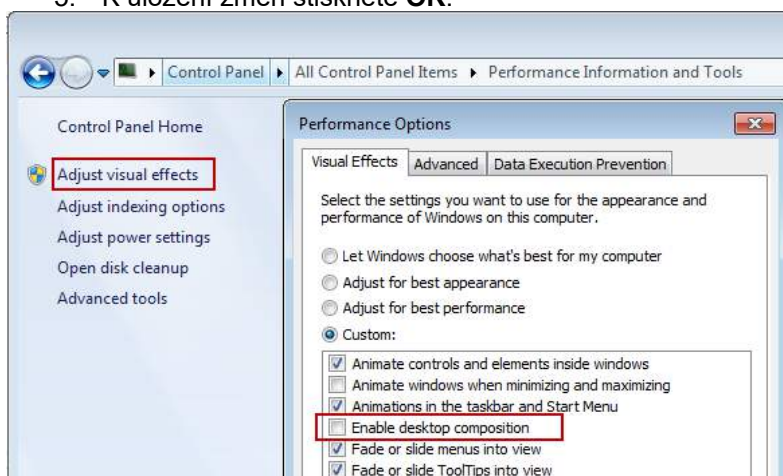 5. K uložení změn stiskněte OK.
Control Panel All Control Panel Items Performance Information and Tools
Control Panel Home
Adjust visual effects
Adjust indexing options
Adjust power settings
Open disk cleanup
Advanced tools
Performance Options
Visual Effects Advanced Data Execution Prevention
Select the settings you want to use for the appearance and
performance of Windows on this computer.
Let Windows choose what's best for my computer
Adjust for best appearance
Adjust for best performance
Custom:
Animate controls and elements inside windows
Animate windows when minimizing and maximizing
Animations in the taskbar and Start Menu
Enable desktop composition
Fade or slide menus into view
Fade or slide ToolTips into view